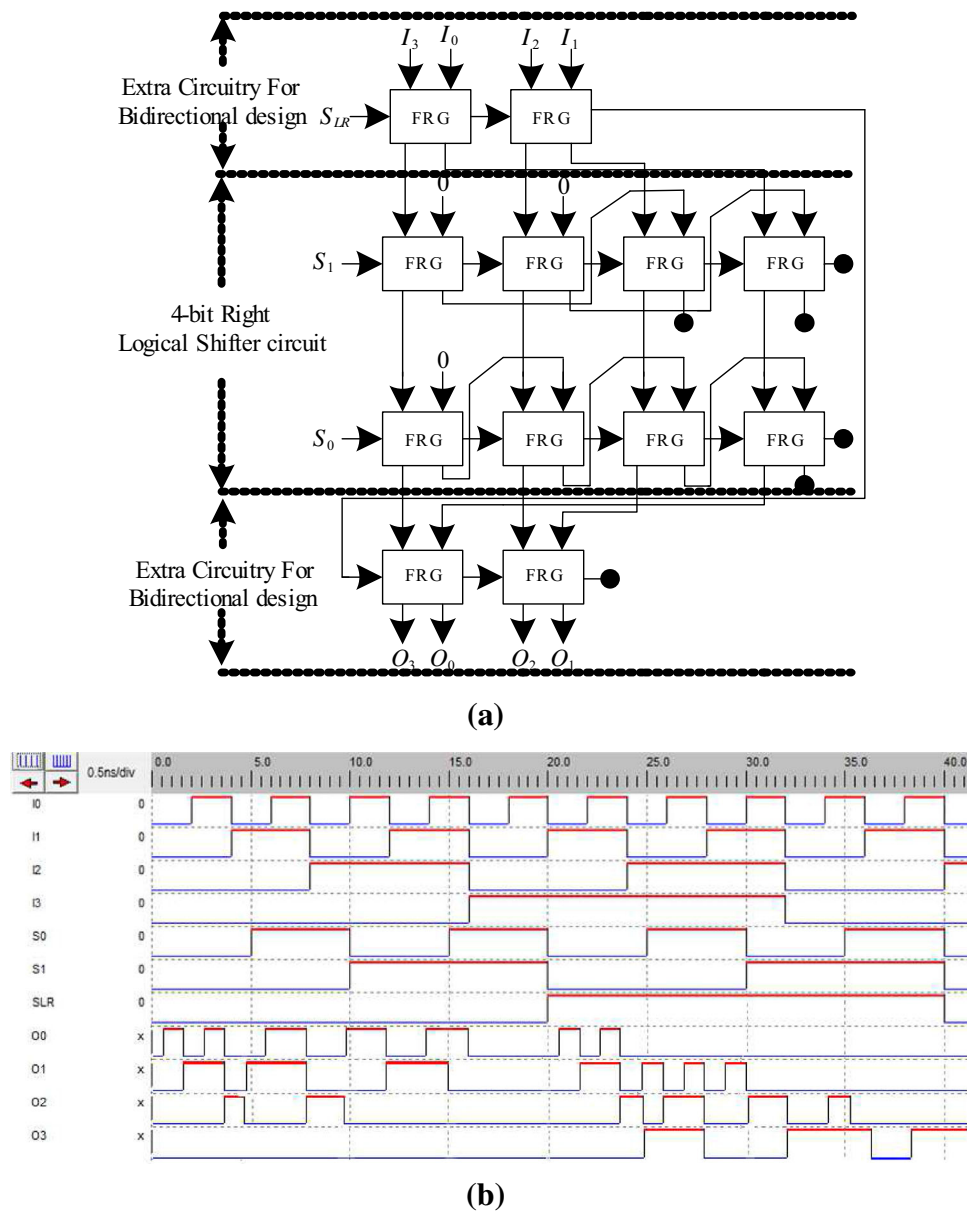 I3 I0 I2 I1
Extra Circuitry For
Bidirectional design
SLR FRG FRG
0 0
S1 FRG FRG FRG FRG
4-bit Right
Logical Shifter circuit
0
S0 FRG FRG FRG FRG
Extra Circuitry For
Bidirectional design
FRG FRG
O3 O0 O2 O1
(a)
0.5ns/div 0.0 5.0 10.0 15.0 20.0 25.0 30.0 35.0 40.0
I0 0
I1 0
I2 0
I3 0
S0 0
S1 0
SLR 0
O0 x
O1 x
O2 x
O3 x
(b)